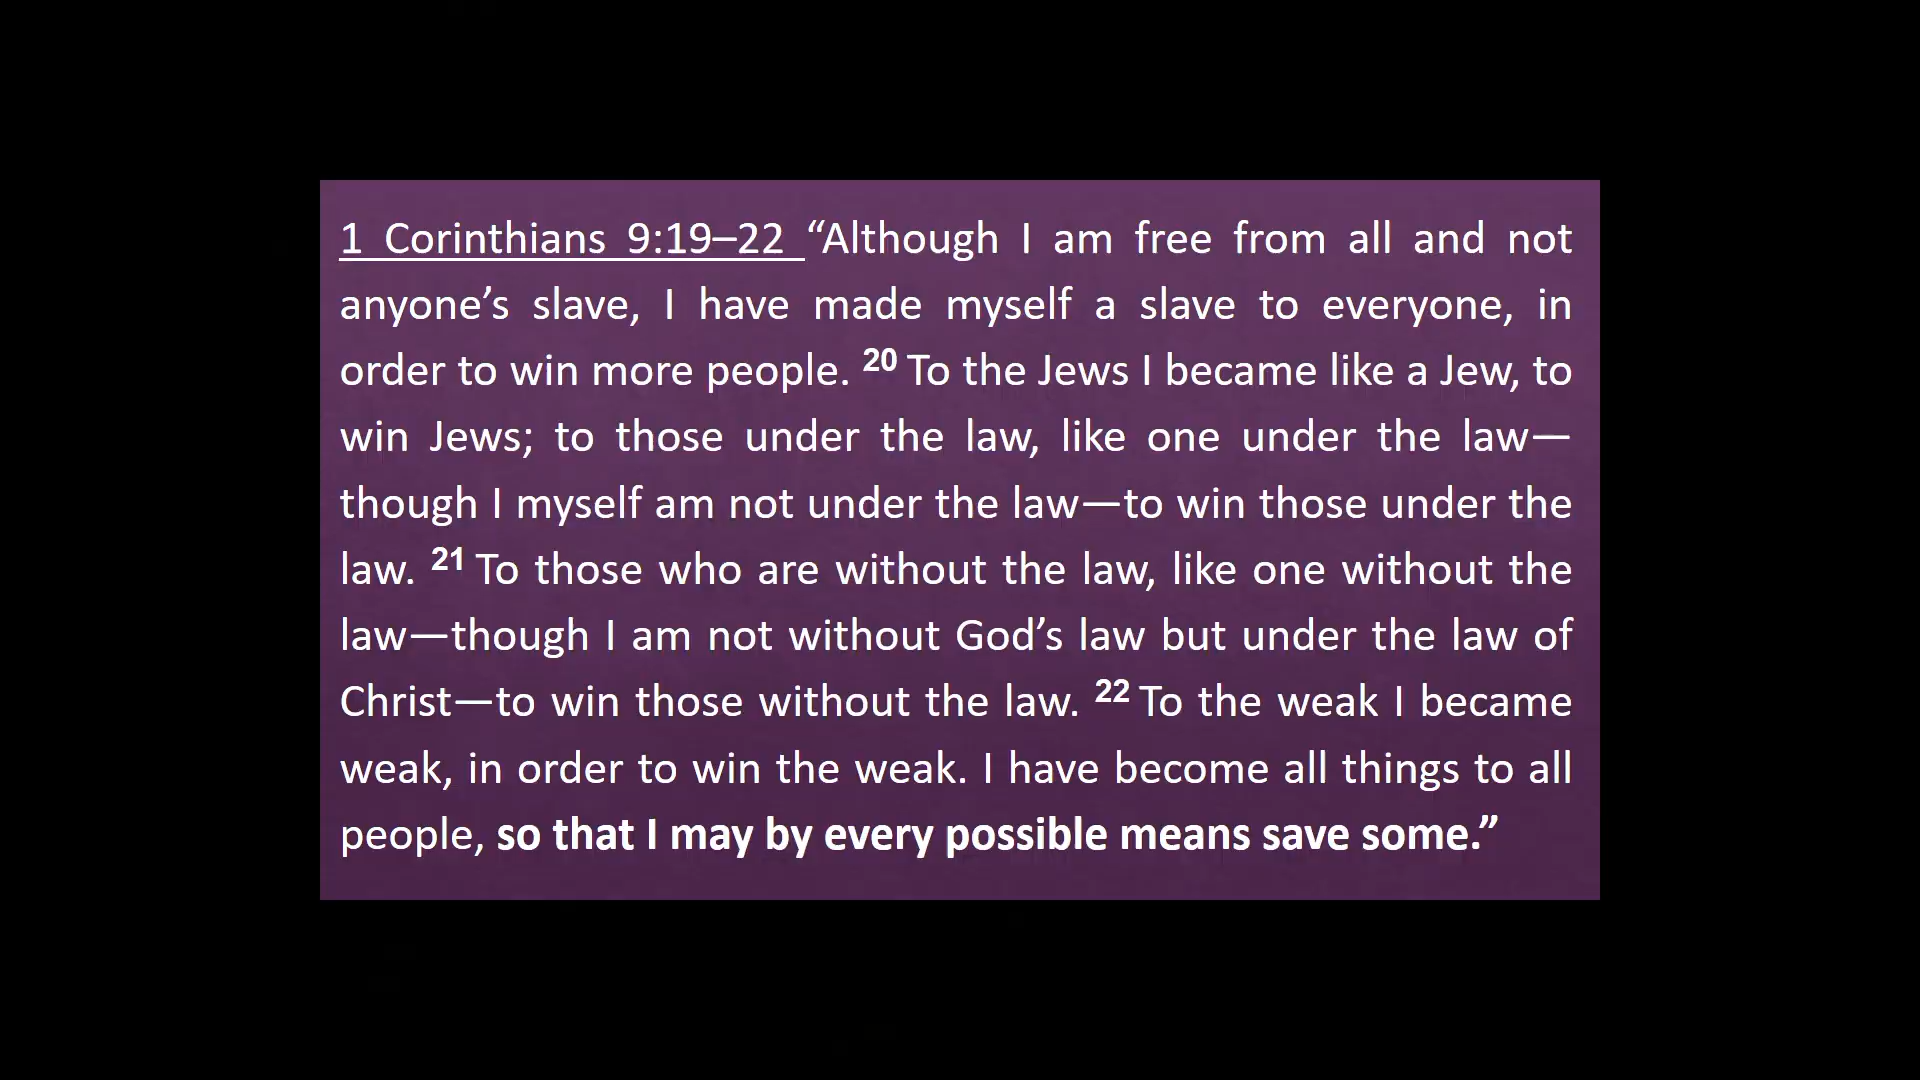 1 Corinthians 9:19–22 “Although I am free from all and not
anyone’s slave, I have made myself a slave to everyone, in
order to win more people. 20 To the Jews I became like a Jew, to
win Jews; to those under the law, like one under the law—
though I myself am not under the law—to win those under the
law. 21 To those who are without the law, like one without the
law—though I am not without God’s law but under the law of
Christ—to win those without the law. 22 To the weak I became
weak, in order to win the weak. I have become all things to all
people, so that I may by every possible means save some.”